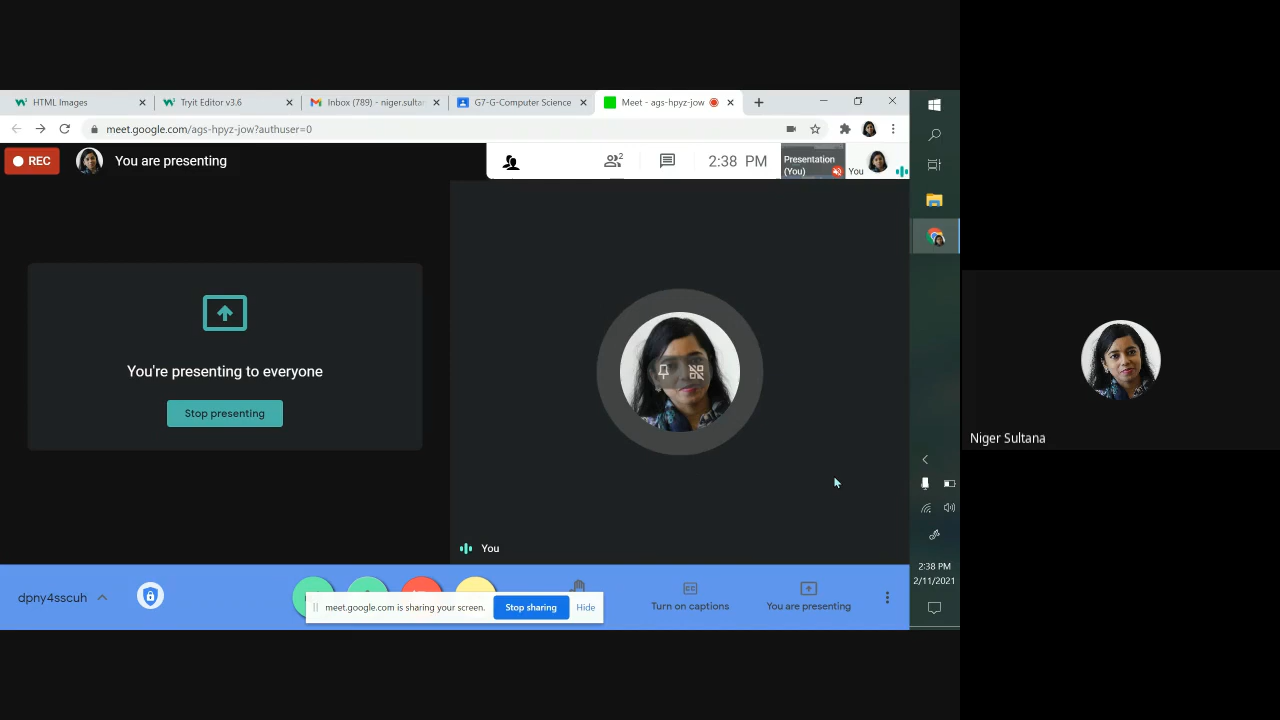 HTML Images
Tryit Editor v3.6
Inbox (789) - niger.sultan
G7-G-Computer Science
Meet - ags-hpyz-jow
meet.google.com/ags-hpyz-jow?authuser=0
REC
You are presenting
2
2:38 PM
Presentation
(You)
You
You're presenting to everyone
Stop presenting
You
Niger Sultana
dpny4sscuh
meet.google.com is sharing your screen.
Stop sharing
Hide
Turn on captions
You are presenting
2:38 PM
2/11/2021